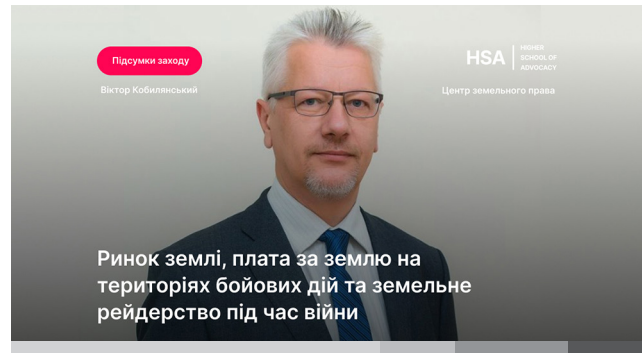 Підсумки заходу
Віктор Кобилянський
HSA
HIGHER
SCHOOL OF
ADVOCACY
Центр земельного права
Ринок землі, плата за землю на
територіях бойових дій та земельне
рейдерство під час війни